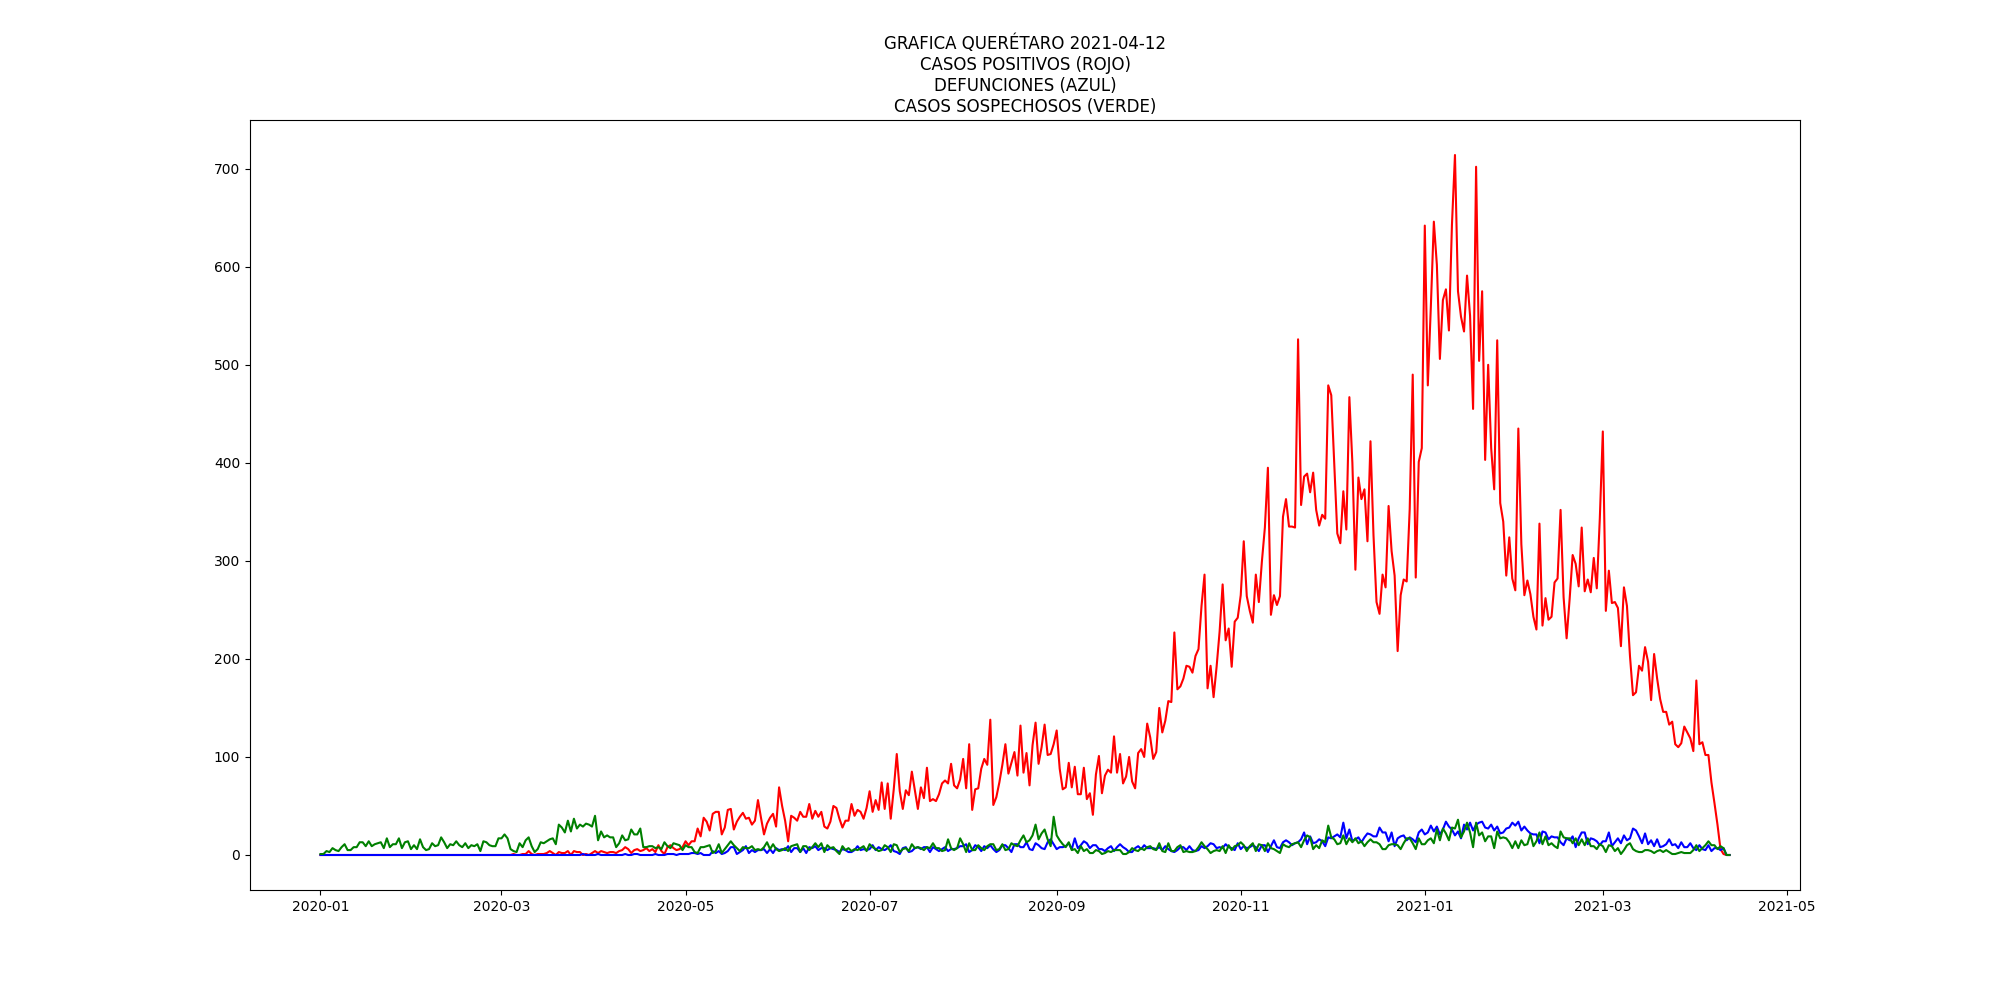 GRAFICA QUERÉTARO 2021-04-12
CASOS POSITIVOS (ROJO)
DEFUNCIONES (AZUL)
CASOS SOSPECHOSOS (VERDE)
700
600
500
400
300
200
100
0
2020-01 2020-03 2020-05 2020-07 2020-09 2020-11 2021-01 2021-03 2021-05